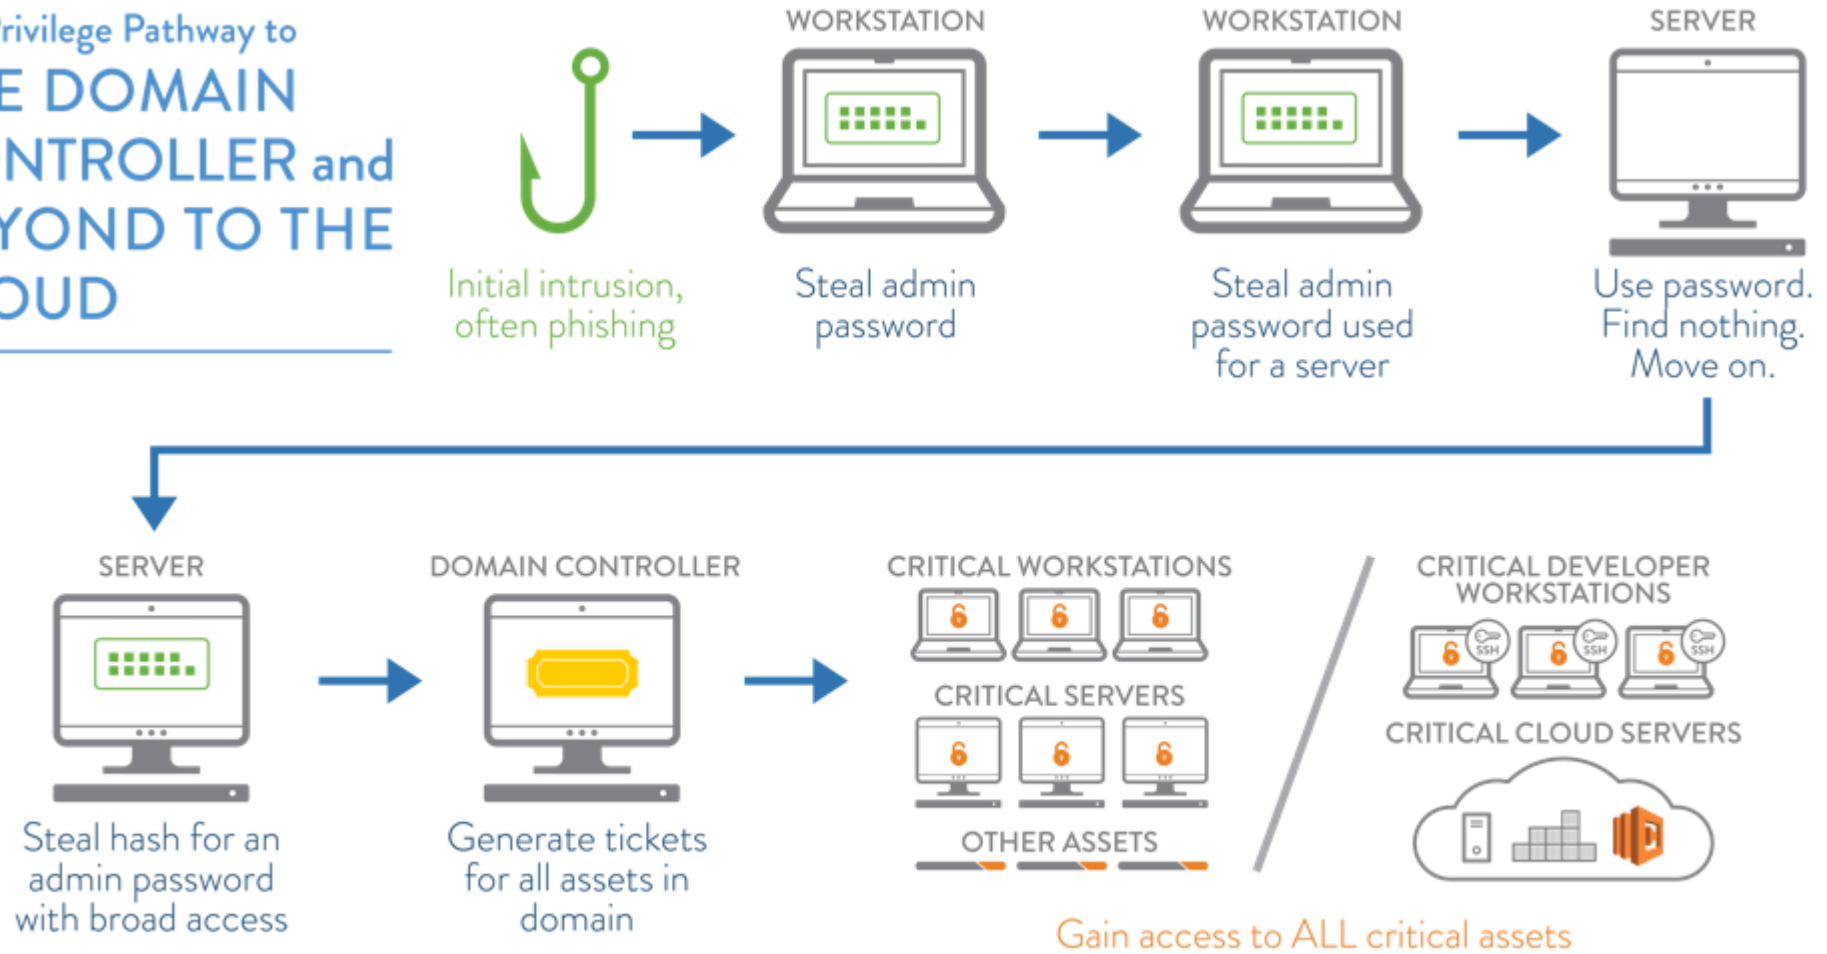 Privilege Pathway to
E DOMAIN
NTROLLER and
YOND TO THE
OUD
WORKSTATION
WORKSTATION
SERVER
Initial intrusion,
often phishing
Steal admin
password
Steal admin
password used
for a server
Use password.
Find nothing.
Move on.
SERVER
DOMAIN CONTROLLER
CRITICAL WORKSTATIONS
CRITICAL DEVELOPER
WORKSTATIONS
SSH
SSH
SSH
CRITICAL SERVERS
CRITICAL CLOUD SERVERS
OTHER ASSETS
Steal hash for an
admin password
with broad access
Generate tickets
for all assets in
domain
Gain access to ALL critical assets